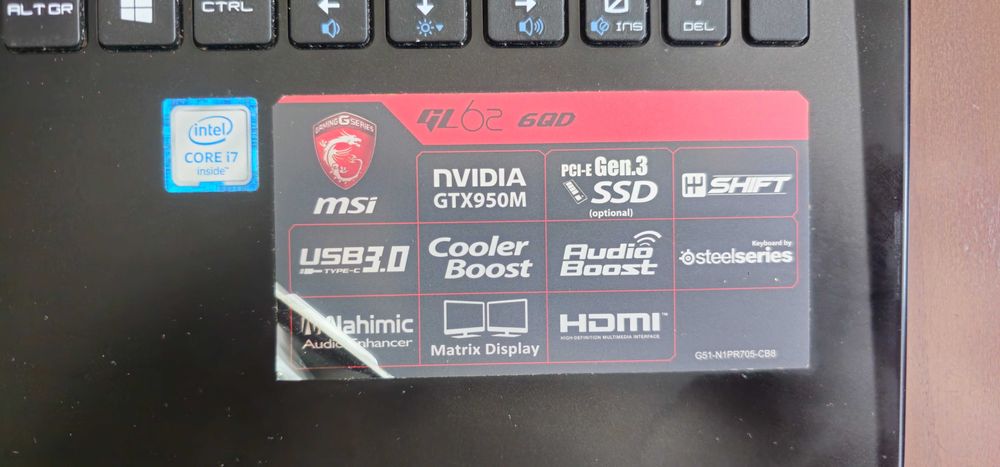 ALT GR
CTRL
INS
DEL
intel
CORE i7
inside™
GAMING G SERIES
msi
GL62 6QD
NVIDIA
GTX950M
PCI-E Gen.3
SSD
(optional)
SHIFT
USB 3.0
TYPE-C
Cooler
Boost
Audio
Boost
Keyboard by
steelseries
Nahimic
Audio Enhancer
Matrix Display
HDMI™
HIGH-DEFINITION MULTIMEDIA INTERFACE
G51-N1PR705-CB8